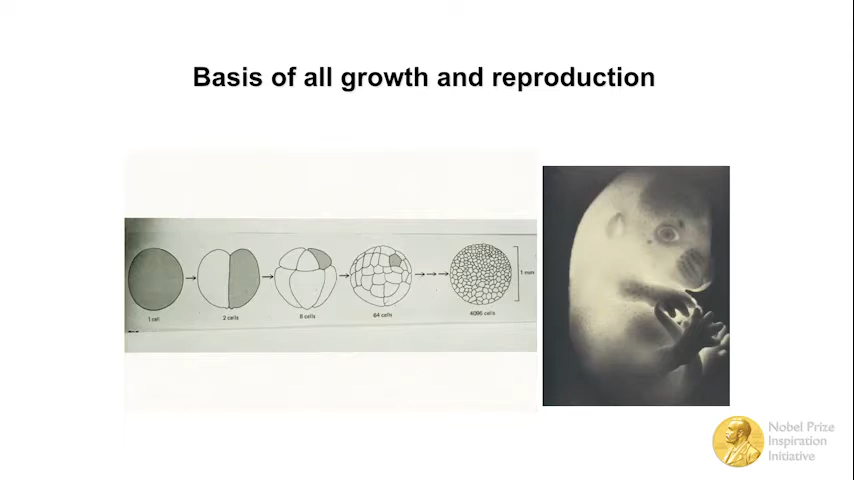 Basis of all growth and reproduction
1 cell
2 cells
8 cells
64 cells
4096 cells
1 mm
Nobel Prize
Inspiration
Initiative